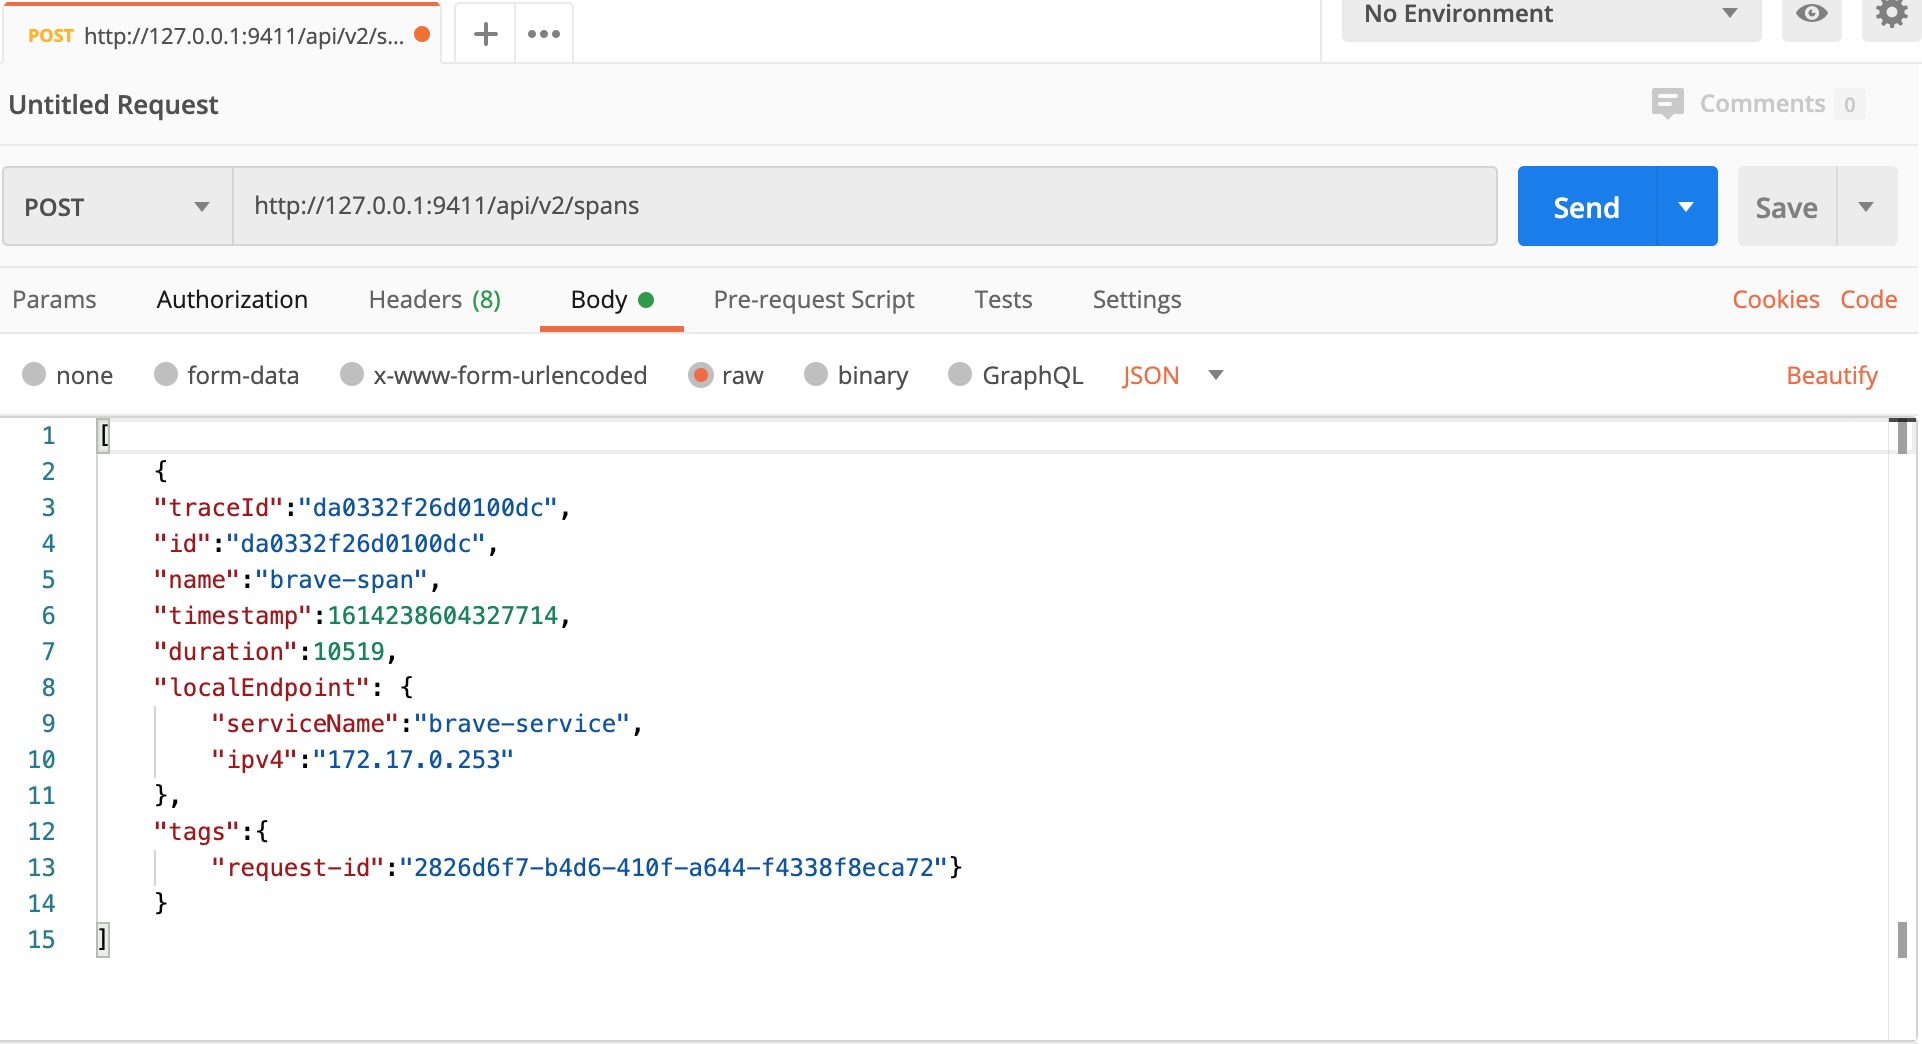 POST http://127.0.0.1:9411/api/v2/s... No Environment
Untitled Request Comments 0
POST http://127.0.0.1:9411/api/v2/spans Send Save
Params Authorization Headers (8) Body Pre-request Script Tests Settings Cookies Code
none form-data x-www-form-urlencoded raw binary GraphQL JSON Beautify
1 [
2 {
3 "traceId":"da0332f26d0100dc",
4 "id":"da0332f26d0100dc",
5 "name":"brave-span",
6 "timestamp":1614238604327714,
7 "duration":10519,
8 "localEndpoint": {
9 "serviceName":"brave-service",
10 "ipv4":"172.17.0.253"
11 },
12 "tags":{
13 "request-id":"2826d6f7-b4d6-410f-a644-f4338f8eca72"}
14 }
15 ]